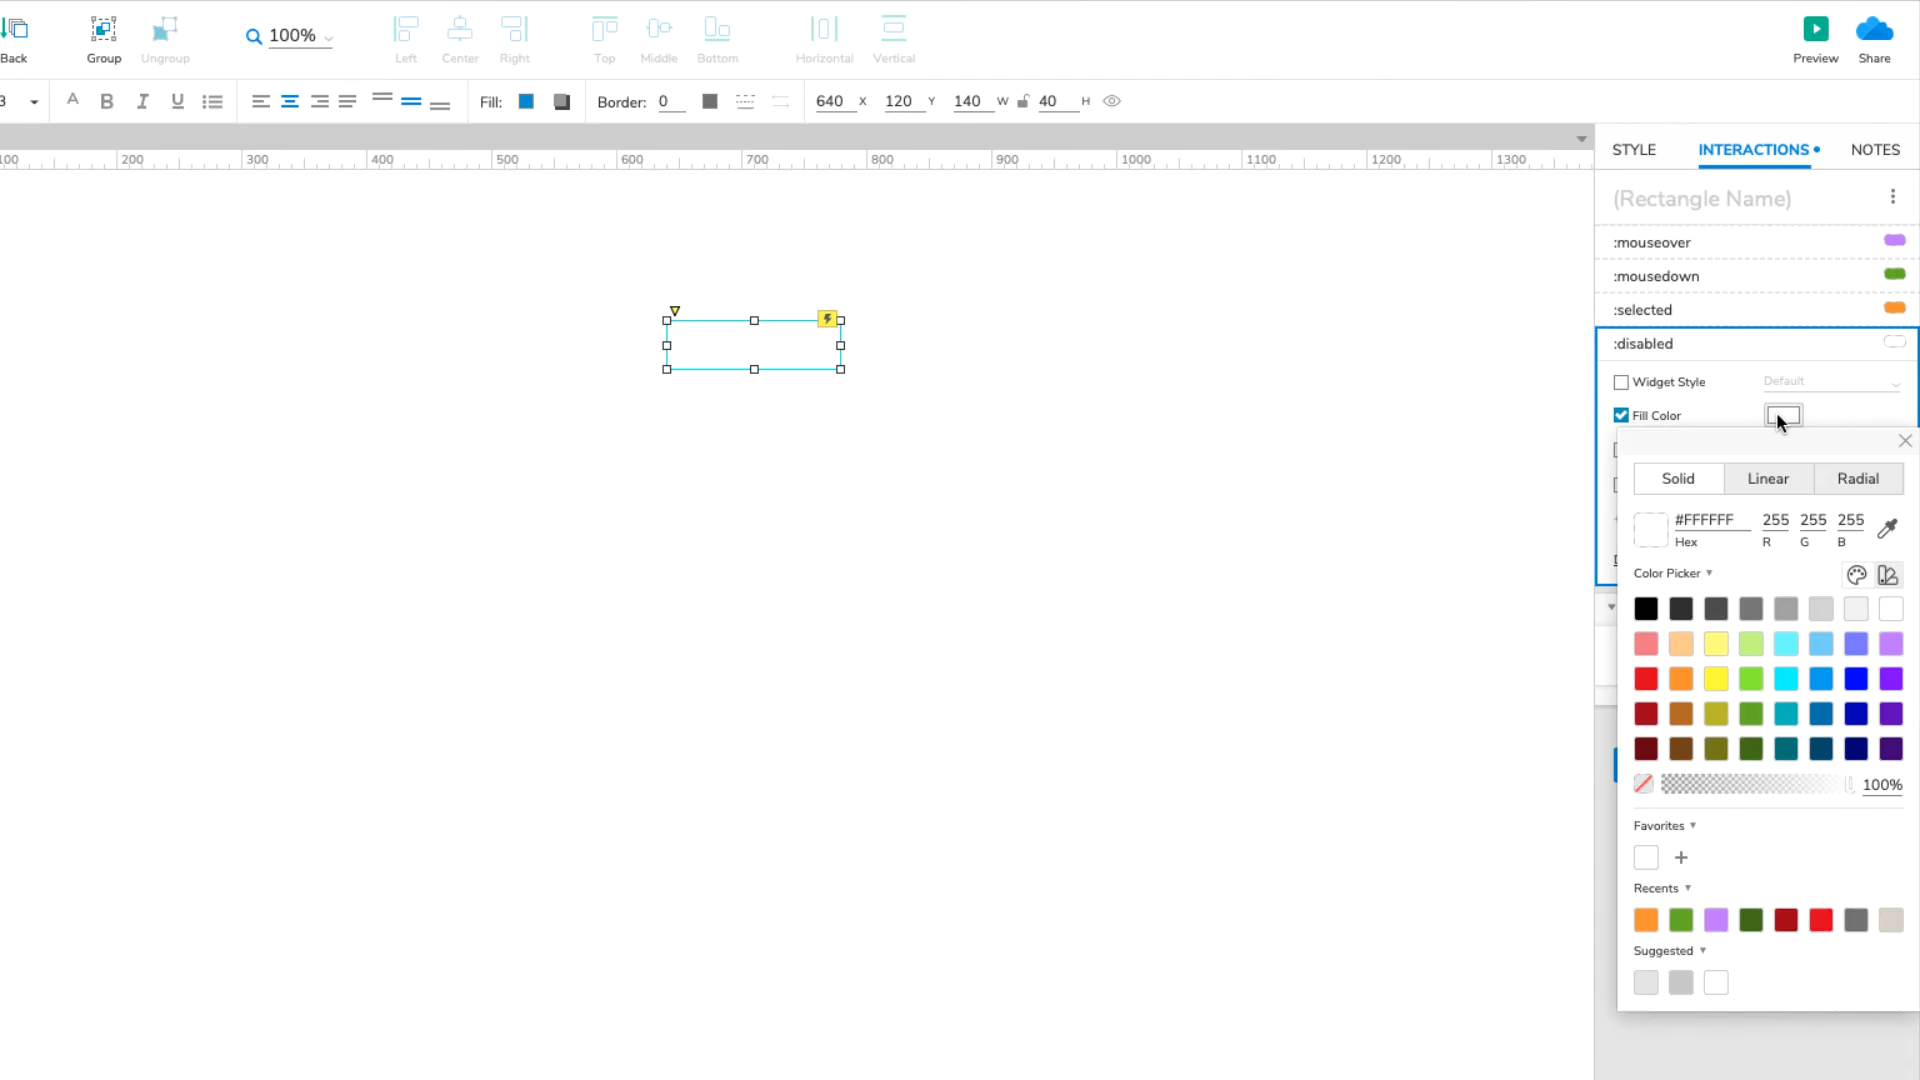 Back Group Ungroup 100% Left Center Right Top Middle Bottom Horizontal Vertical Preview Share
3 A B I U Fill: Border: 0 640 X 120 Y 140 W 40 H
100 200 300 400 500 600 700 800 900 1000 1100 1200 1300
STYLE INTERACTIONS NOTES
(Rectangle Name)
:mouseover
:mousedown
:selected
:disabled
Widget Style Default
Fill Color
Solid Linear Radial
#FFFFFF 255 255 255
Hex R G B
Color Picker
100%
Favorites
+
Recents
Suggested